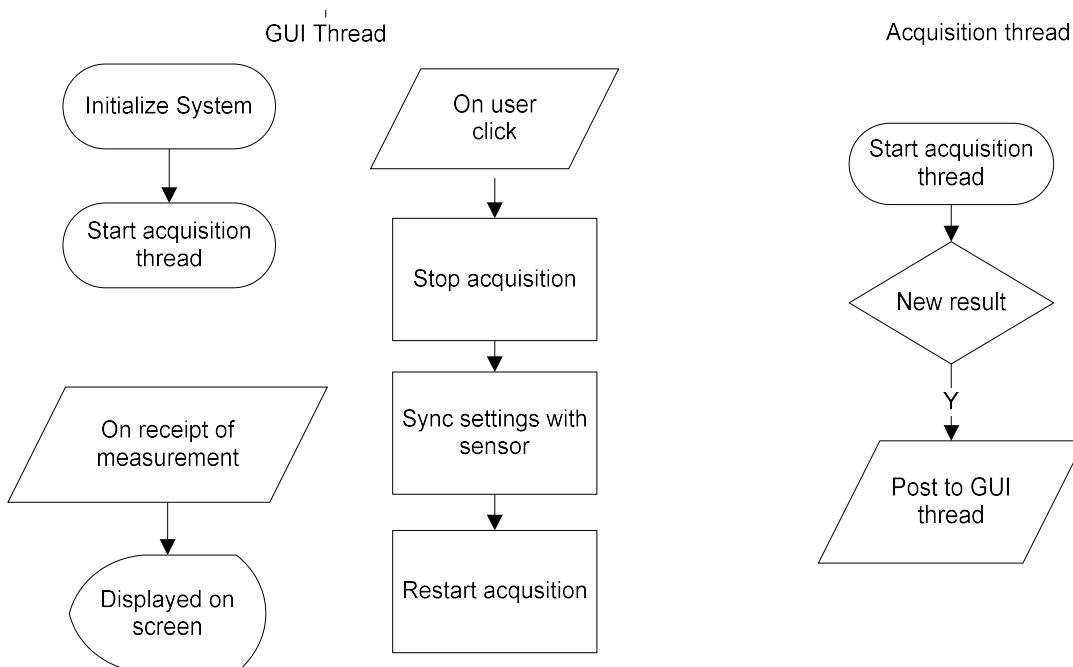 GUI Thread
Acquisition thread
Initialize System
Start acquisition
thread
On receipt of
measurement
Displayed on
screen
On user
click
Stop acquisition
Sync settings with
sensor
Restart acqusition
Start acquisition
thread
New result
Y
Post to GUI
thread